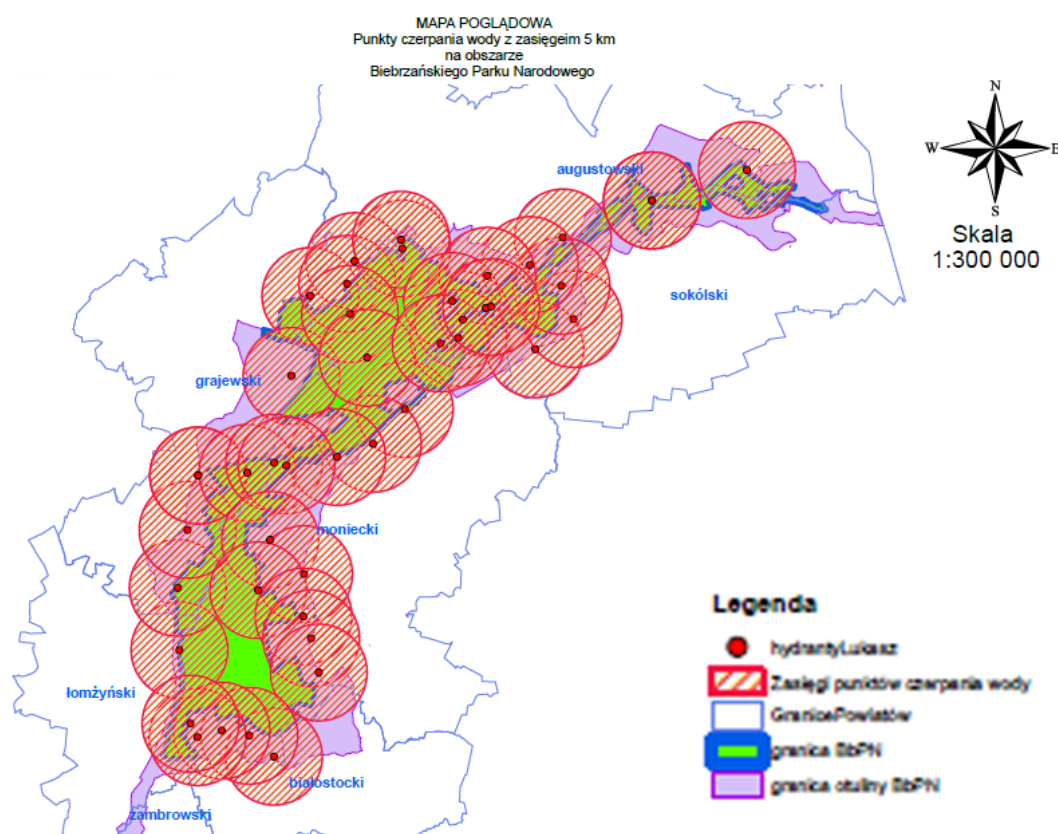 MAPA POGLĄDOWA
Punkty czerpania wody z zasięgeim 5 km
na obszarze
Biebrzańskiego Parku Narodowego
N
W
E
S
Skala
1:300 000
augustowski
sokólski
grajewski
moniecki
łomżyński
białostocki
zambrowski
Legenda
hydrantyLukasz
Zasięgi punktów czerpania wody
GranicePowiatów
granica BbPN
granica otuliny BbPN